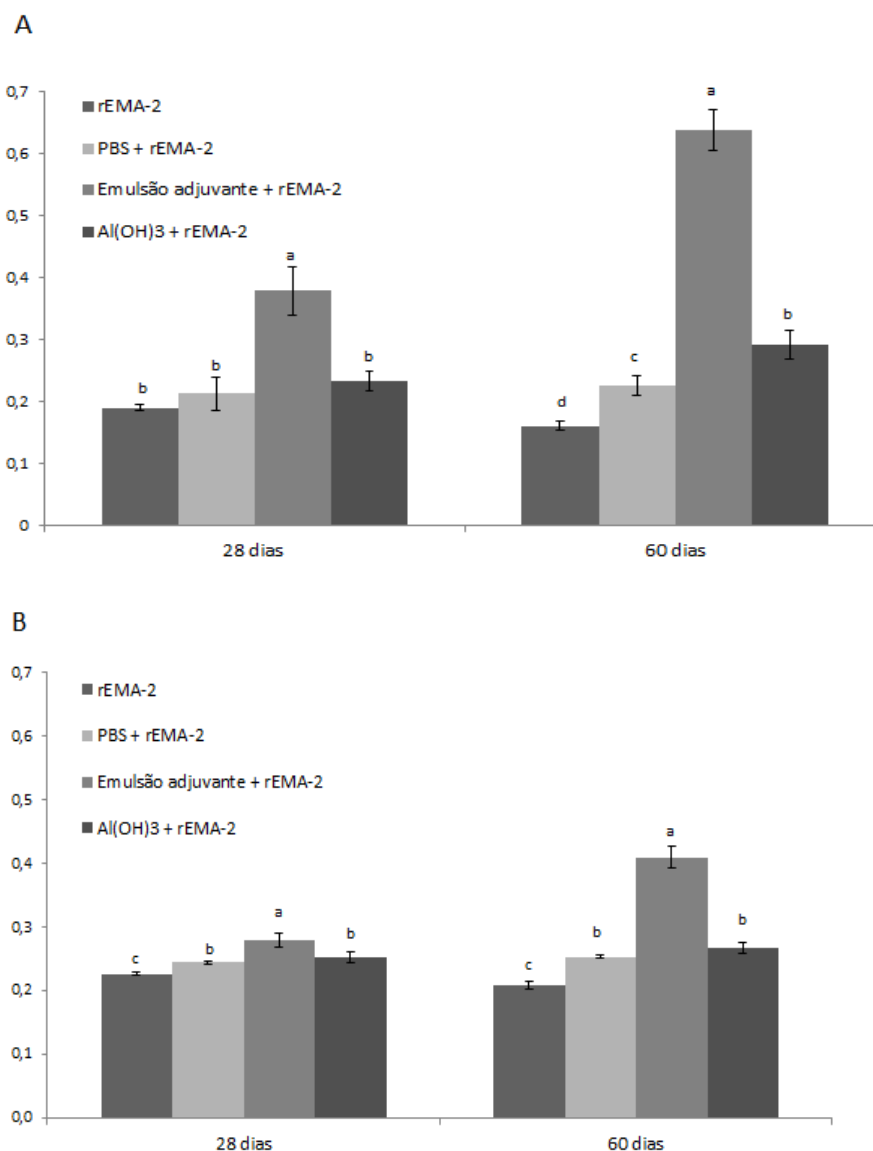 A
0,7
0,6
0,5
0,4
0,3
0,2
0,1
0
rEMA-2
PBS + rEMA-2
Emulsão adjuvante + rEMA-2
Al(OH)3 + rEMA-2
b
b
a
b
d
c
a
b
28 dias
60 dias
B
0,7
0,6
0,5
0,4
0,3
0,2
0,1
0,0
rEMA-2
PBS + rEMA-2
Emulsão adjuvante + rEMA-2
Al(OH)3 + rEMA-2
c
b
a
b
c
b
a
b
28 dias
60 dias